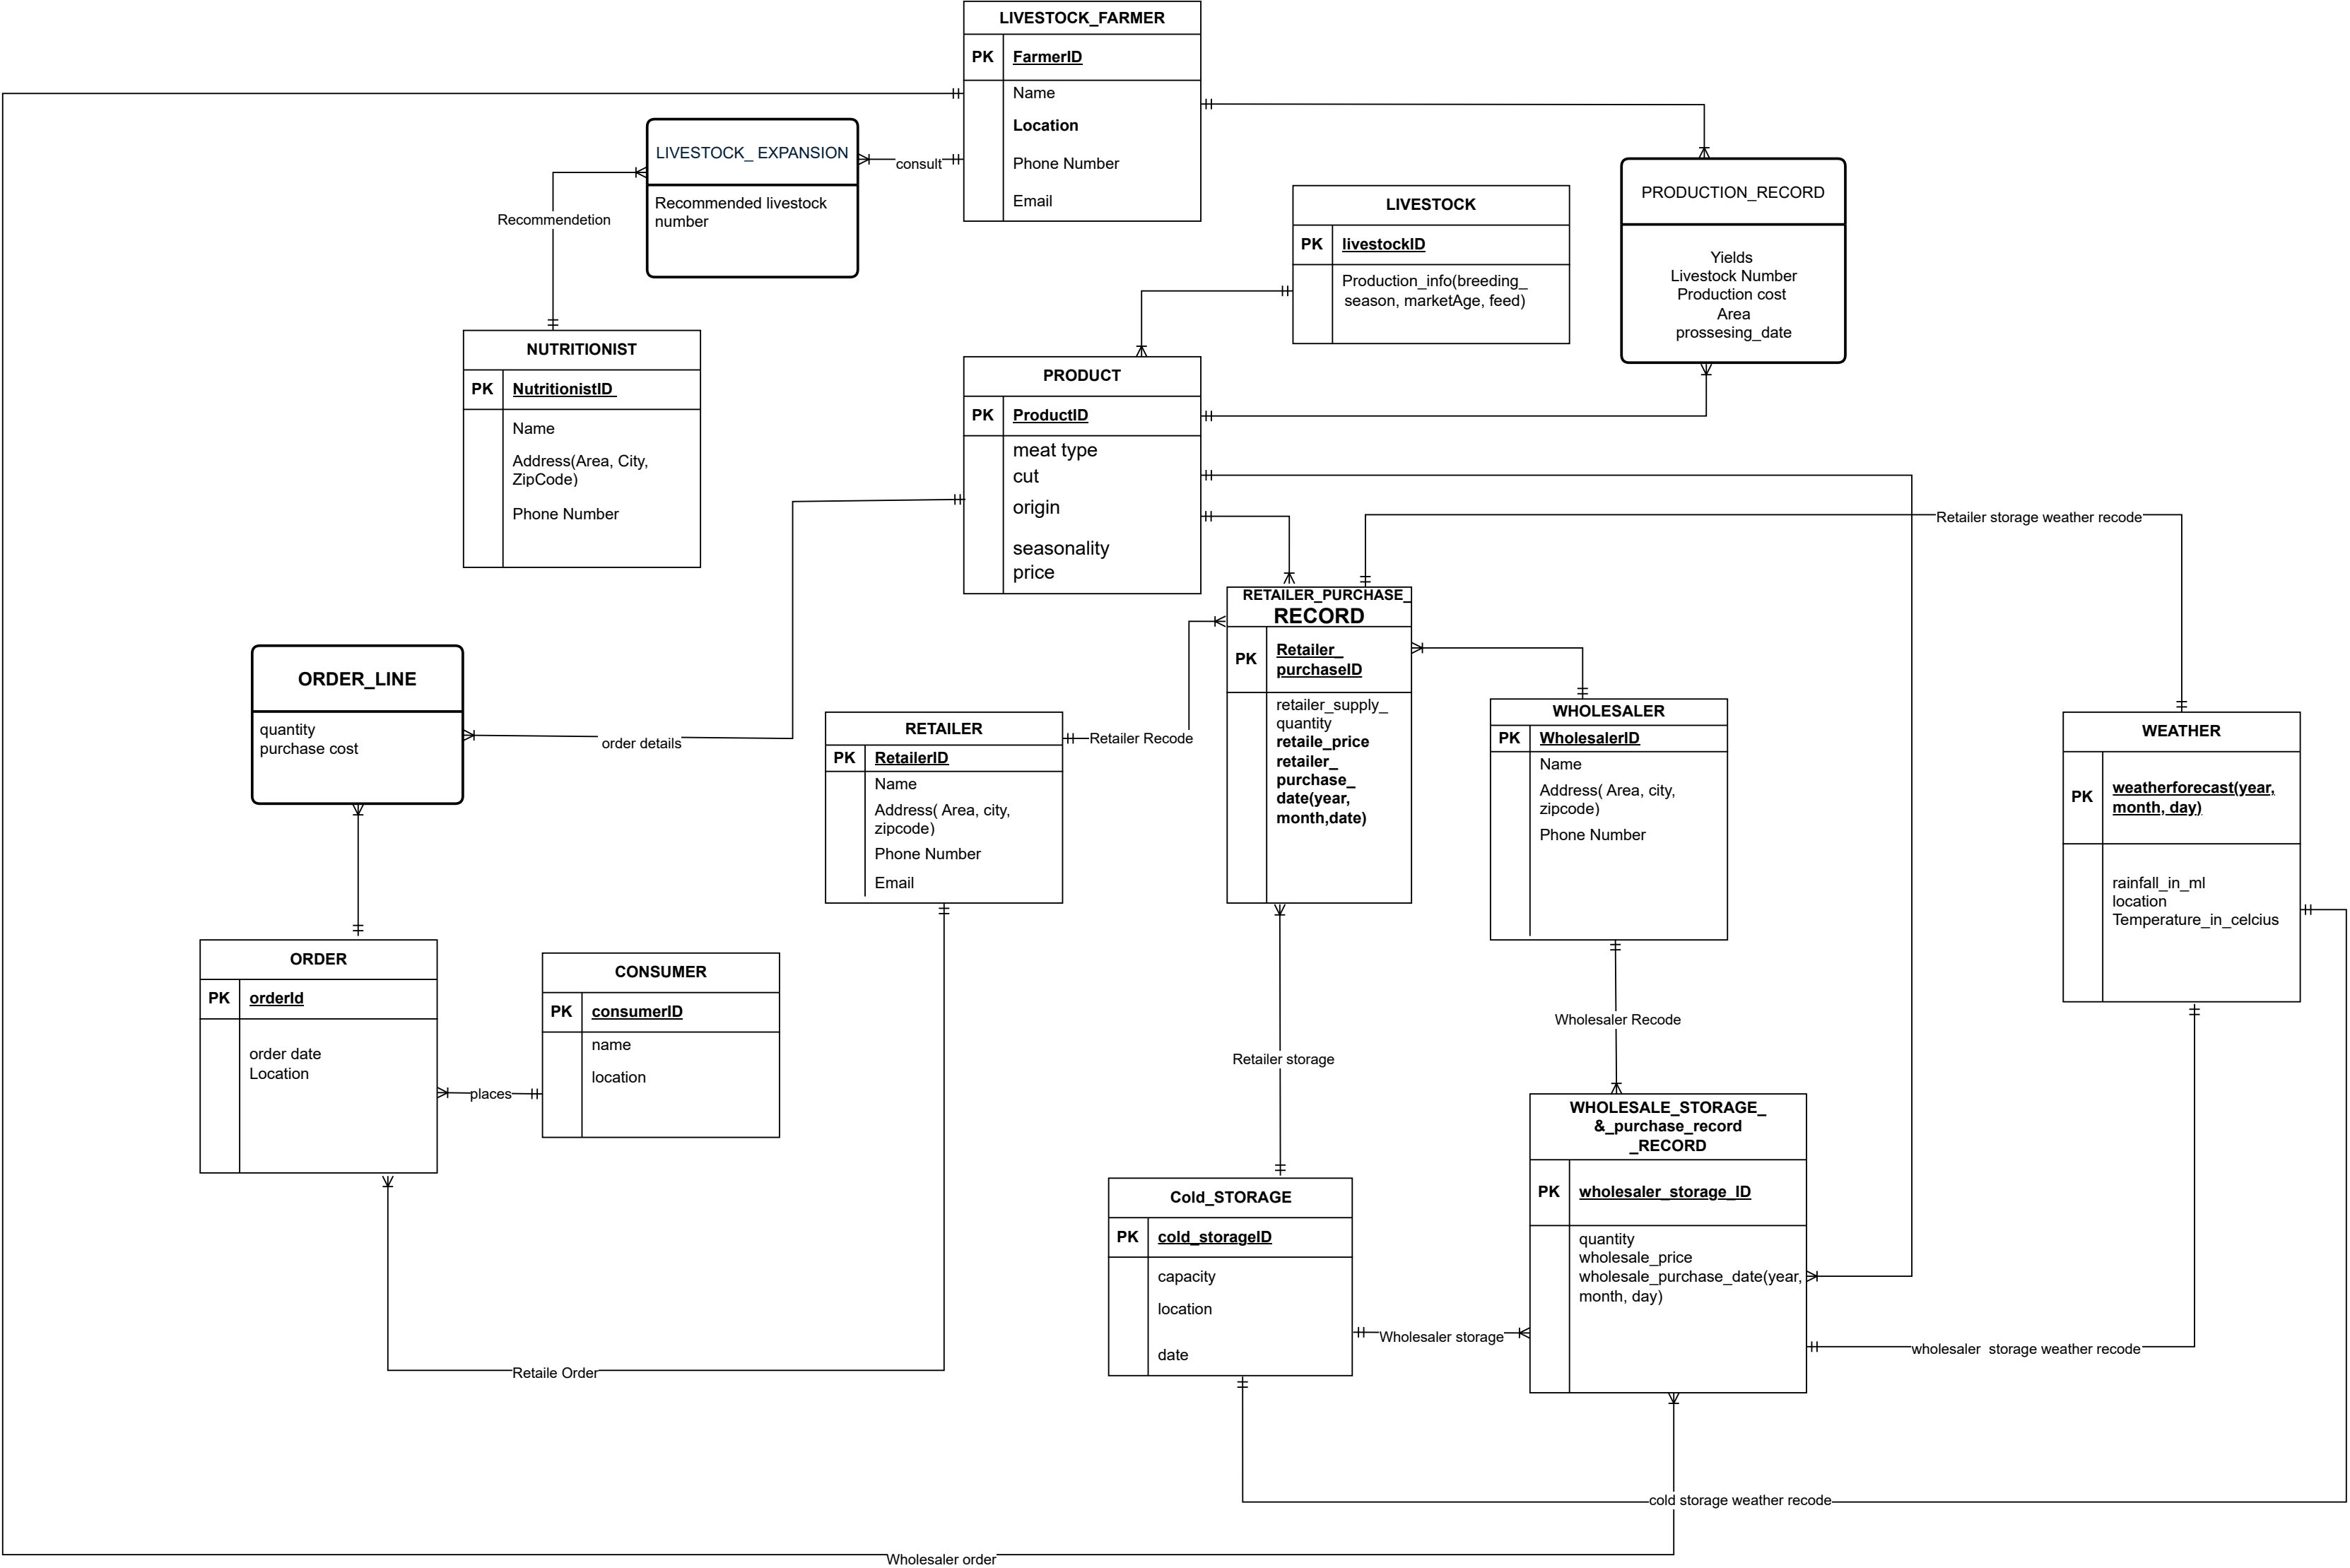 LIVESTOCK_FARMER
PK
FarmerID
Name
Location
Phone Number
Email
LIVESTOCK_ EXPANSION
Recommended livestock
number
consult
Recommendetion
PRODUCTION_RECORD
Yields
Livestock Number
Production cost
Area
prossesing_date
LIVESTOCK
PK
livestockID
Production_info(breeding_
season, marketAge, feed)
NUTRITIONIST
PK
NutritionistID_
Name
Address(Area, City,
ZipCode)
Phone Number
PRODUCT
PK
ProductID
meat type
cut
origin
seasonality
price
Retailer storage weather recode
RETAILER_PURCHASE_
RECORD
PK
Retailer_
purchaseID
retailer_supply_
quantity
retaile_price
retailer_
purchase_
date(year,
month,date)
ORDER_LINE
quantity
purchase cost
order details
RETAILER
PK
RetailerID
Name
Address( Area, city,
zipcode)
Phone Number
Email
Retailer Recode
WHOLESALER
PK
WholesalerID
Name
Address( Area, city,
zipcode)
Phone Number
WEATHER
PK
weatherforecast(year,
month, day)
rainfall_in_ml
location
Temperature_in_celcius
ORDER
PK
orderId
order date
Location
places
CONSUMER
PK
consumerID
name
location
Wholesaler Recode
Retailer storage
WHOLESALE_STORAGE_
&_purchase_record
_RECORD
PK
wholesaler_storage_ID
quantity
wholesale_price
wholesale_purchase_date(year,
month, day)
Cold_STORAGE
PK
cold_storageID
capacity
location
date
Wholesaler storage
wholesaler  storage weather recode
Retaile Order
cold storage weather recode
Wholesaler order